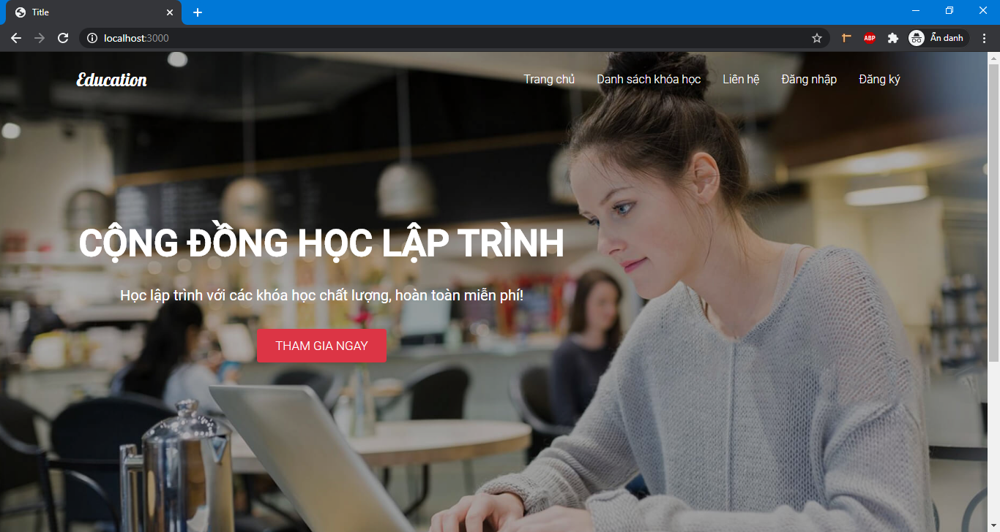 Title
localhost:3000
ABP
Ẩn danh
Education
Trang chủ
Danh sách khóa học
Liên hệ
Đăng nhập
Đăng ký
CỘNG ĐỒNG HỌC LẬP TRÌNH
Học lập trình với các khóa học chất lượng, hoàn toàn miễn phí!
THAM GIA NGAY